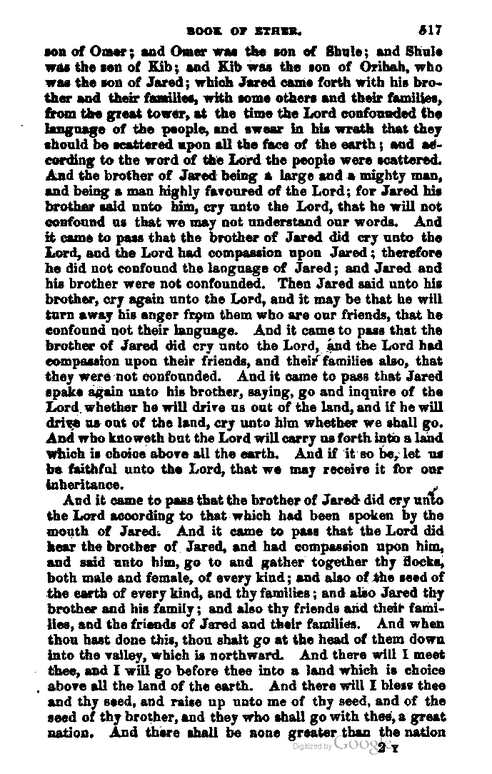 BOOK OF ETHER. 517
son of Omer; and Omer was the son of Shule; and Shule
was the son of Kib; and Kib was the son of Orihah, who
was the son of Jared; which Jared came forth with his bro-
ther and their families, with some others and their families,
from the great tower, at the time the Lord confounded the
language of the people, and swear in his wrath that they
should be scattered upon all the face of the earth; and ac-
cording to the word of the Lord the people were scattered.
And the brother of Jared being a large and a mighty man,
and being a man highly favoured of the Lord; for Jared his
brother said unto him, cry unto the Lord, that he will not
confound us that we may not understand our words. And
it came to pass that the brother of Jared did cry unto the
Lord, and the Lord had compassion upon Jared; therefore
he did not confound the language of Jared; and Jared and
his brother were not confounded. Then Jared said unto his
brother, cry again unto the Lord, and it may be that he will
turn away his anger from them who are our friends, that he
confound not their language. And it came to pass that the
brother of Jared did cry unto the Lord, and the Lord had
compassion upon their friends, and their families also, that
they were not confounded. And it came to pass that Jared
spake again unto his brother, saying, go and inquire of the
Lord whether he will drive us out of the land, and if he will
drive us out of the land, cry unto him whether we shall go.
And who knoweth but the Lord will carry us forth into a land
which is choice above all the earth. And if it so be, let us
be faithful unto the Lord, that we may receive it for our
inheritance.
And it came to pass that the brother of Jared did cry unto
the Lord according to that which had been spoken by the
mouth of Jared. And it came to pass that the Lord did
hear the brother of Jared, and had compassion upon him,
and said unto him, go to and gather together thy flocks,
both male and female, of every kind; and also of the seed of
the earth of every kind, and thy families; and also Jared thy
brother and his family; and also thy friends and their fami-
lies, and the friends of Jared and their families. And when
thou hast done this, thou shalt go at the head of them down
into the valley, which is northward. And there will I meet
thee, and I will go before thee into a land which is choice
above all the land of the earth. And there will I bless thee
and thy seed, and raise up unto me of thy seed, and of the
seed of thy brother, and they who shall go with thee, a great
nation. And there shall be none greater than the nation
Digitized by Google
2 Y